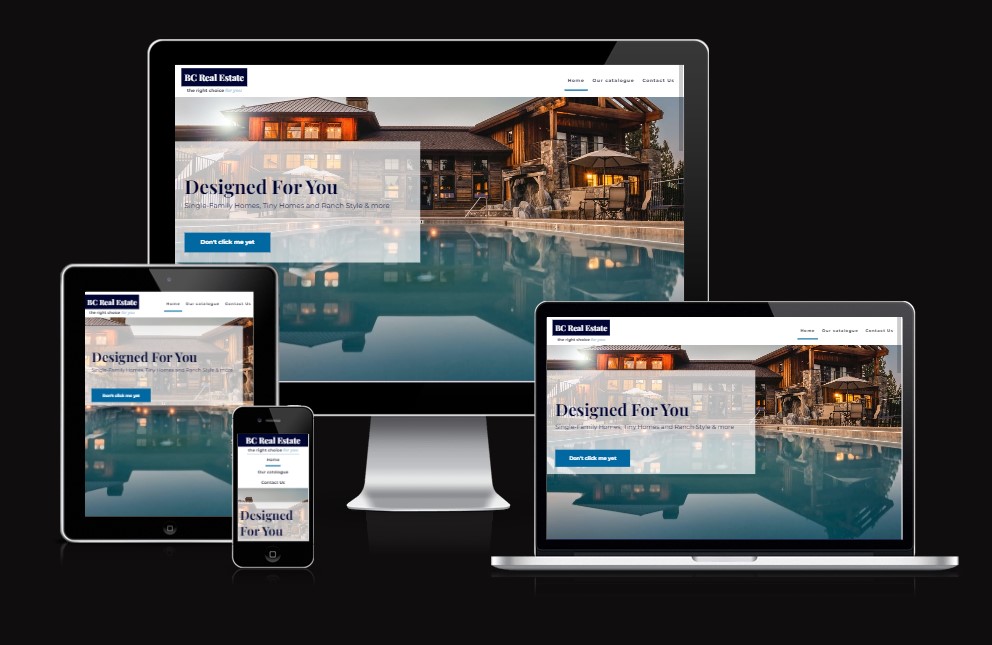 BC Real Estate
the right choice for you
Home Our catalogue Contact Us
Designed For You
Single-Family Homes, Tiny Homes and Ranch Style & more
Don't click me yet
BC Real Estate
the right choice for you
Home Our catalogue Contact Us
Designed For You
Single-Family Homes, Tiny Homes and Ranch Style & more
Don't click me yet
BC Real Estate
the right choice for you
Home
Our catalogue
Contact Us
Designed
For You
BC Real Estate
the right choice for you
Home Our catalogue Contact Us
Designed For You
Single-Family Homes, Tiny Homes and Ranch Style & more
Don't click me yet